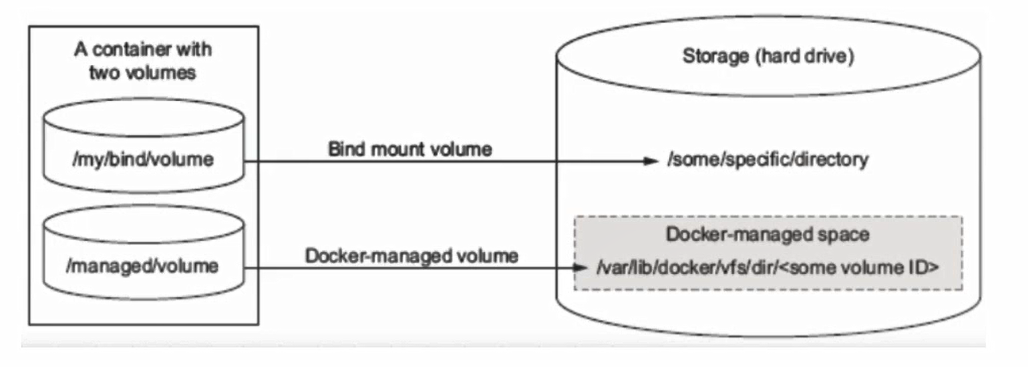 A container with
two volumes
/my/bind/volume
/managed/volume
Bind mount volume
Docker-managed volume
Storage (hard drive)
/some/specific/directory
Docker-managed space
/var/lib/docker/vfs/dir/<some volume ID>